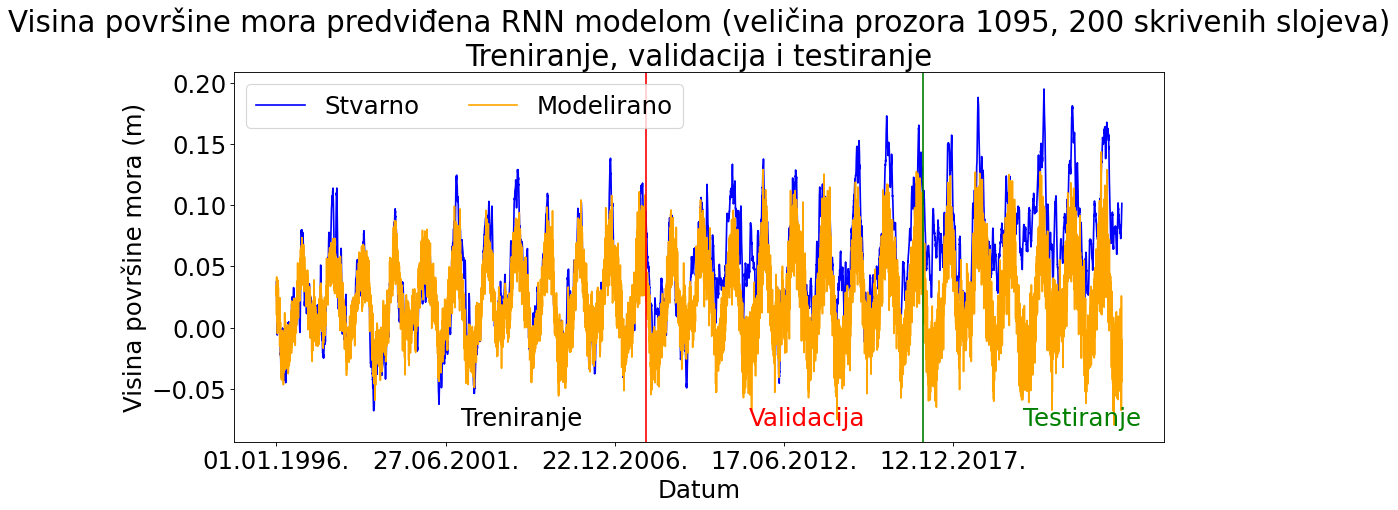 Visina površine mora predviđena RNN modelom (veličina prozora 1095, 200 skrivenih slojeva)
Treniranje, validacija i testiranje
Stvarno
Modelirano
Visina površine mora (m)
0.20
0.15
0.10
0.05
0.00
−0.05
Treniranje
Validacija
Testiranje
01.01.1996.
27.06.2001.
22.12.2006.
17.06.2012.
12.12.2017.
Datum